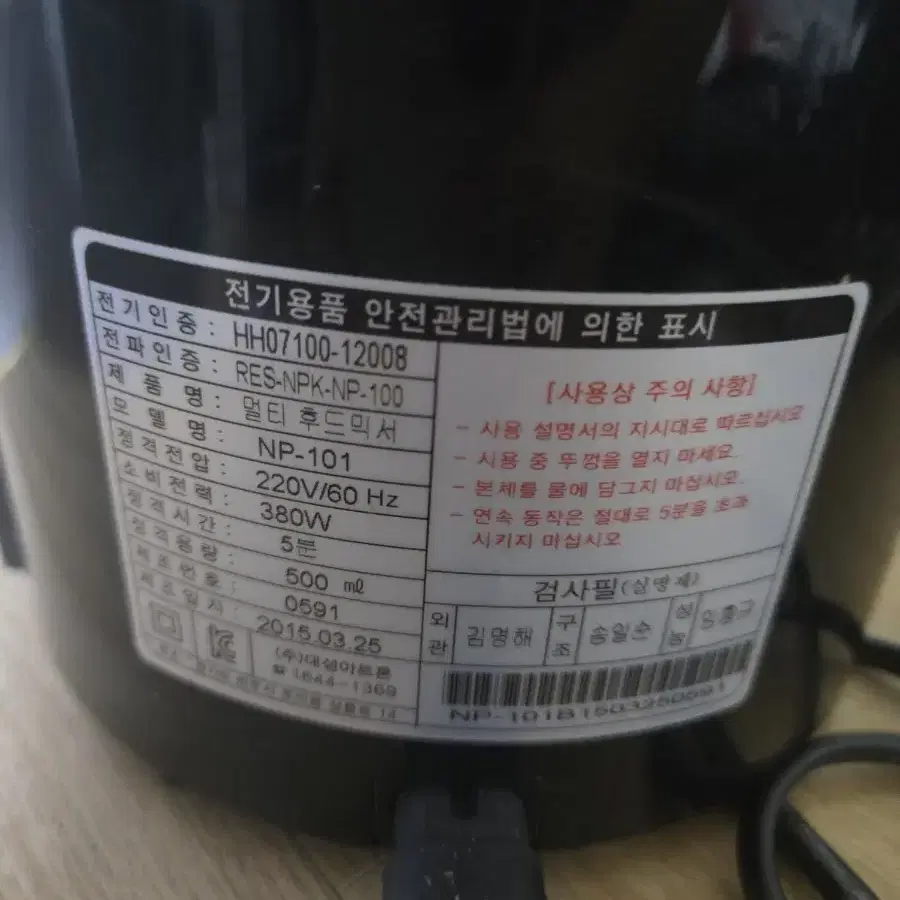 전기용품 안전관리법에 의한 표시
전기인증 : HH07100-12008
전파인증 : RES-NPK-NP-100
제품명 : 멀티 후드믹서
모델명 : NP-101
정격전압 : 220V/60 Hz
소비전력 : 380W
정격시간 : 5분
정격용량 : 500 ㎖
제조번호 : 0591
제조일자 : 2015.03.25
(주)대성아트론
☎ 1644-1369
14
[사용상 주의 사항]
- 사용 설명서의 지시대로 따르십시오
- 시용 중 뚜껑을 열지 마세요.
- 본체를 물에 담그지 마십시오.
- 연속 동작은 절대로 5분을 초과
시키지 마십시오
검사필(실명제)
외관 김명해 구조 송일순 성능
NP-101B1503250591